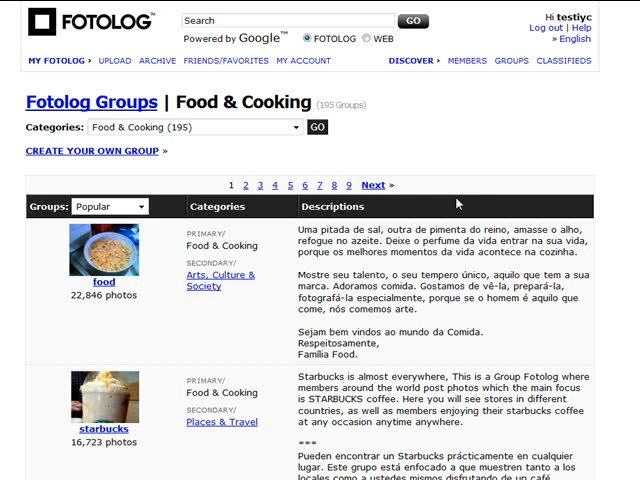 FOTOLOG™
Search
GO
Powered by Google™
FOTOLOG
WEB
Hi testiyc
Log out | Help
» English
MY FOTOLOG › UPLOAD ARCHIVE FRIENDS/FAVORITES MY ACCOUNT
DISCOVER › MEMBERS GROUPS CLASSIFIEDS
Fotolog Groups | Food & Cooking (195 Groups)
Categories: Food & Cooking (195) GO
CREATE YOUR OWN GROUP »
1 2 3 4 5 6 7 8 9 Next »
Groups: Popular Categories Descriptions
food
22,846 photos
PRIMARY/
Food & Cooking
SECONDARY/
Arts, Culture &
Society
Uma pitada de sal, outra de pimenta do reino, amasse o alho,
refogue no azeite. Deixe o perfume da vida entrar na sua vida,
porque os melhores momentos da vida acontece na cozinha.
Mostre seu talento, o seu tempero único, aquilo que tem a sua
marca. Adoramos comida. Gostamos de vê-la, prepará-la,
fotografá-la especialmente, porque se o homem é aquilo que
come, nós comemos arte.
Sejam bem vindos ao mundo da Comida.
Respeitosamente,
Família Food.
starbucks
16,723 photos
PRIMARY/
Food & Cooking
SECONDARY/
Places & Travel
Starbucks is almost everywhere, This is a Group Fotolog where
members around the world post photos which the main focus
is STARBUCKS coffee. Here you will see stores in different
countries, as well as members enjoying their starbucks coffee
at any occasion anytime anywhere.
***
Pueden encontrar un Starbucks prácticamente en cualquier
lugar. Este grupo está enfocado a que muestren tanto a los
locales como a ustedes mismos disfrutando de un café